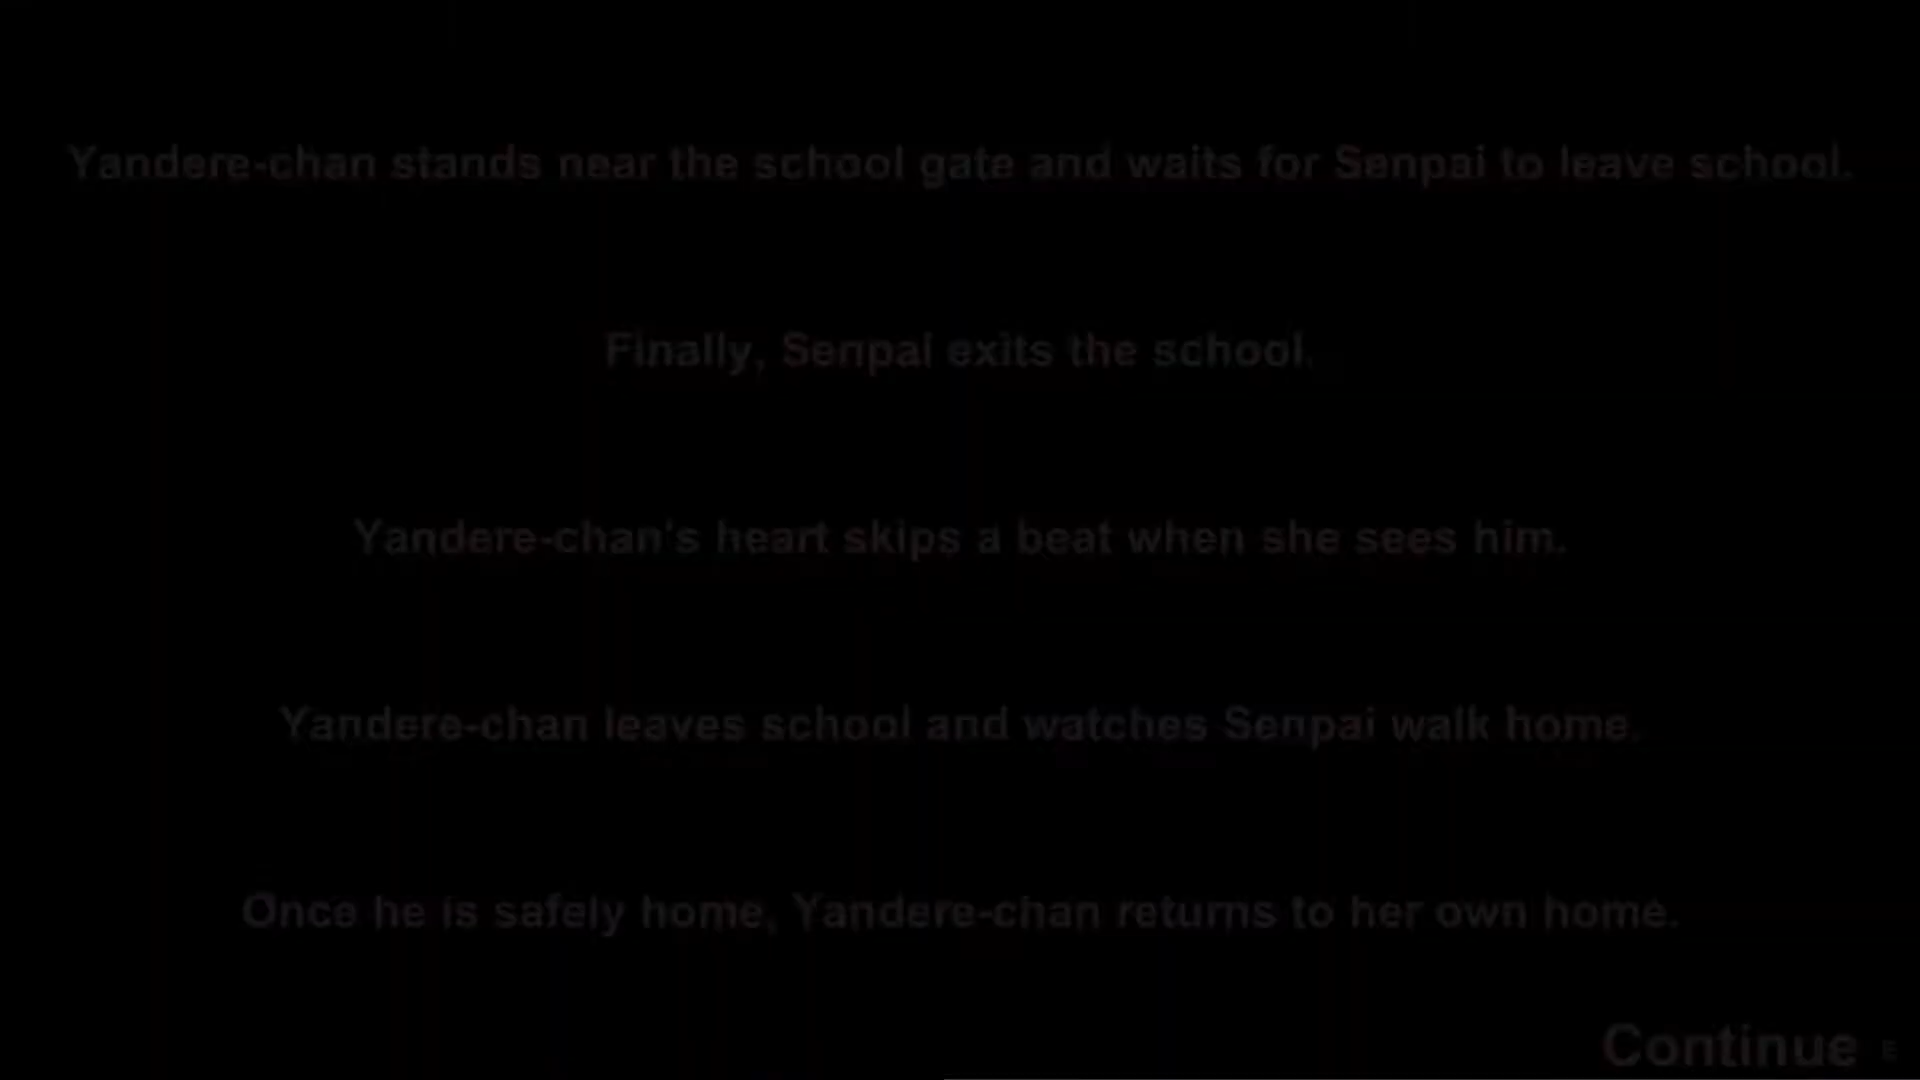 Yandere-chan stands near the school gate and waits for Senpai to leave school.
Finally, Senpai exits the school.
Yandere-chan's heart skips a beat when she sees him.
Yandere-chan leaves school and watches Senpai walk home.
Once he is safely home, Yandere-chan returns to her own home.
Continue E